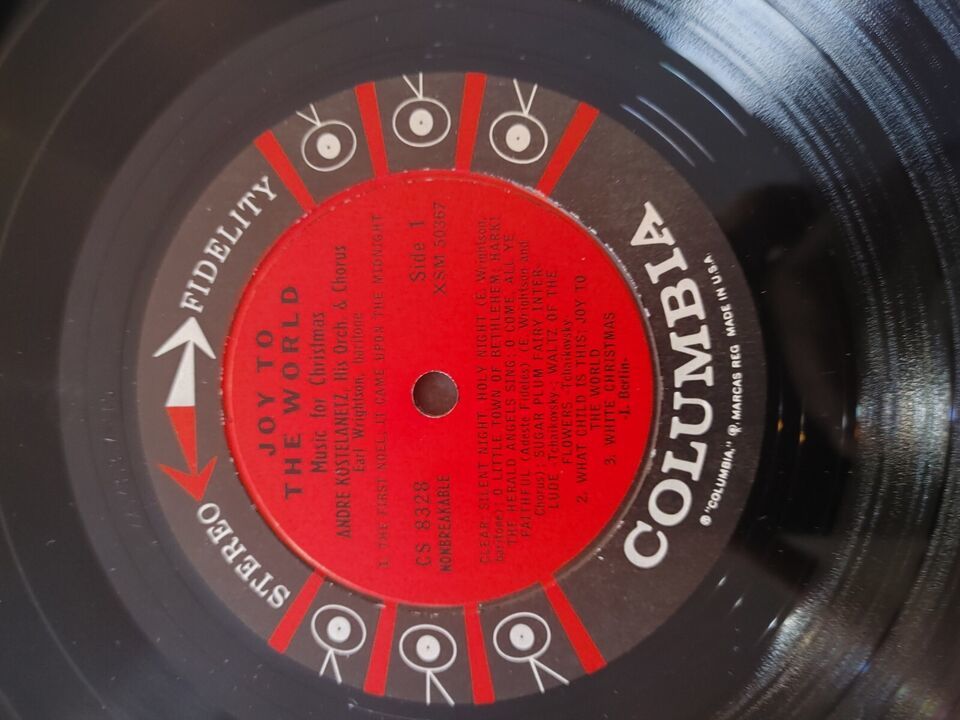 STEREO FIDELITY
JOY TO
THE WORLD
Music for Christmas
ANDRE KOSTELANETZ, His Orch. & Chorus
Earl Wrightson, baritone
1 THE FIRST NOEL; IT CAME UPON THE MIDNIGHT
CS 8328
Side 1
NONBREAKABLE
XSM 50367
CLEAR; SILENT NIGHT, HOLY NIGHT (E. Wrightson,
baritone); O LITTLE TOWN OF BETHLEHEM; HARK!
THE HERALD ANGELS SING; O COME, ALL YE
FAITHFUL (Adeste Fideles) (E. Wrightson and
Chorus); SUGAR PLUM FAIRY INTER-
LUDE -Tchaikovsky-; WALTZ OF THE
FLOWERS -Tchaikovsky-
2. WHAT CHILD IS THIS; JOY TO
THE WORLD
3. WHITE CHRISTMAS
-I. Berlin-
COLUMBIA
® "COLUMBIA," ℗ MARCAS REG. MADE IN U.S.A.